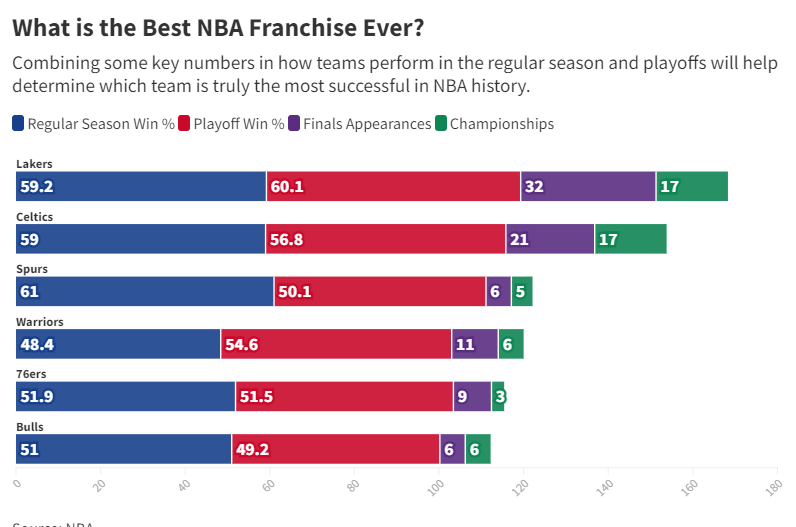 What is the Best NBA Franchise Ever?
Combining some key numbers in how teams perform in the regular season and playoffs will help
determine which team is truly the most successful in NBA history.
Regular Season Win % Playoff Win % Finals Appearances Championships
Lakers
59.2 60.1 32 17
Celtics
59 56.8 21 17
Spurs
61 50.1 6 5
Warriors
48.4 54.6 11 6
76ers
51.9 51.5 9 3
Bulls
51 49.2 6 6
0 20 40 60 80 100 120 140 160 180
Source: NBA